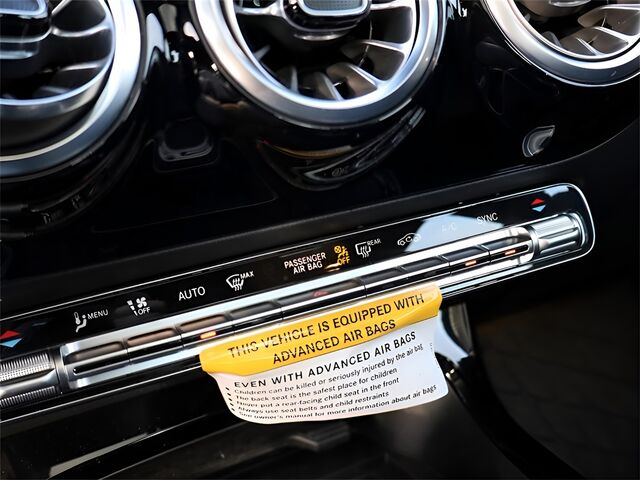 MENU
OFF
AUTO
MAX
PASSENGER
AIR BAG
OFF
REAR
A/C
SYNC
THIS VEHICLE IS EQUIPPED WITH
ADVANCED AIR BAGS
EVEN WITH ADVANCED AIR BAGS
Children can be killed or seriously injured by the air bag
The back seat is the safest place for children
Never put a rear-facing child seat in the front
Always use seat belts and child restraints
See owner's manual for more information about air bags